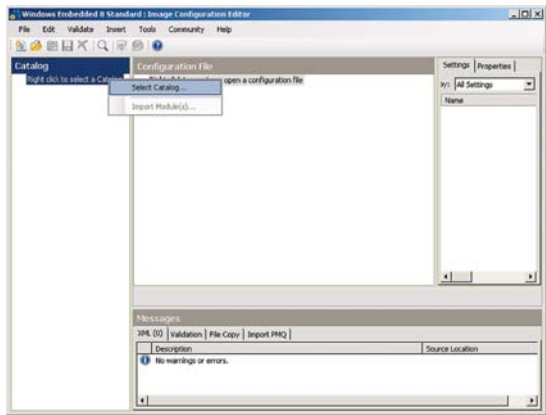 Windows Embedded 8 Standard : Image Configuration Editor
File Edit Validate Insert Tools Community Help
Catalog
Right click to select a Catalog
Select Catalog...
Import Module(s)...
Configuration File
open a configuration file
Settings Properties
All Settings
Name
Messages
XML (0) Validation File Copy Import PMQ
Description Source Location
No warnings or errors.